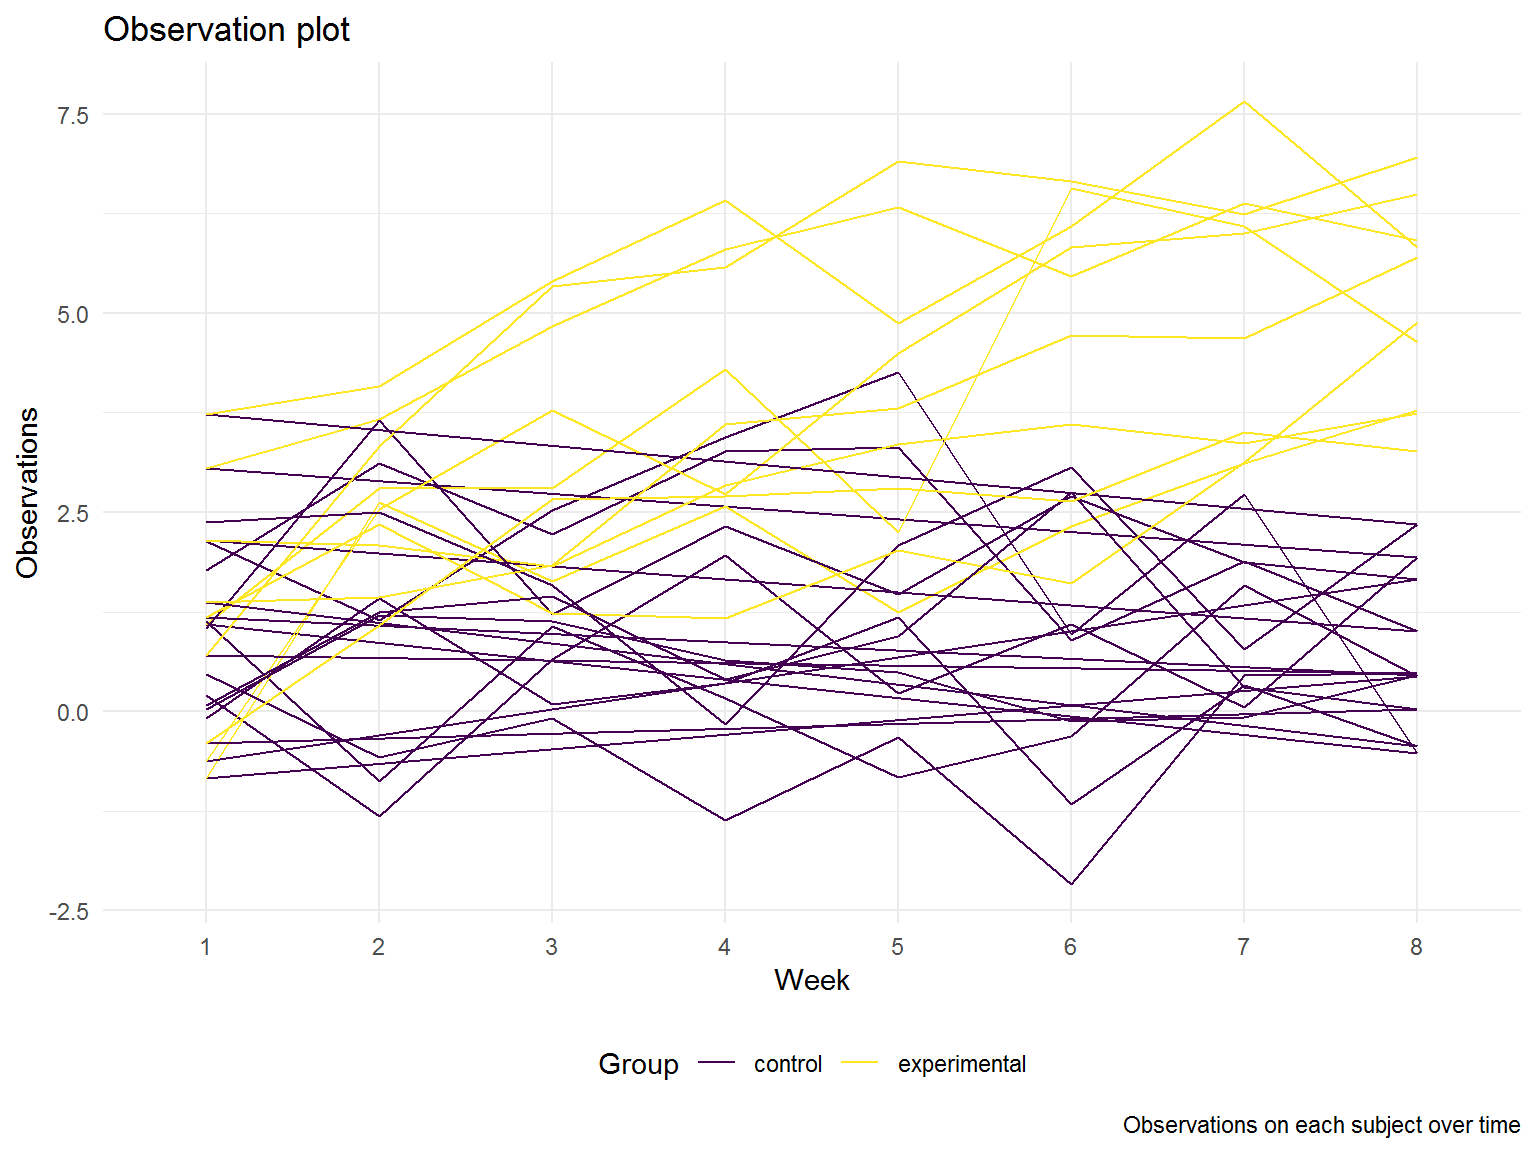 Observation plot
7.5
5.0
2.5
0.0
-2.5
Observations
1 2 3 4 5 6 7 8
Week
Group control experimental
Observations on each subject over time